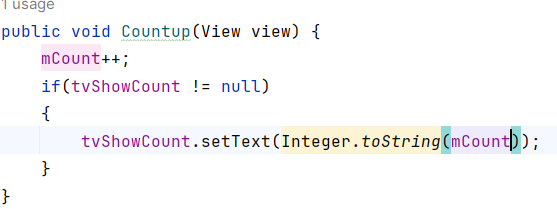 1 usage
public void Countup(View view) {
    mCount++;
    if(tvShowCount != null)
    {
        tvShowCount.setText(Integer.toString(mCount));
    }
}